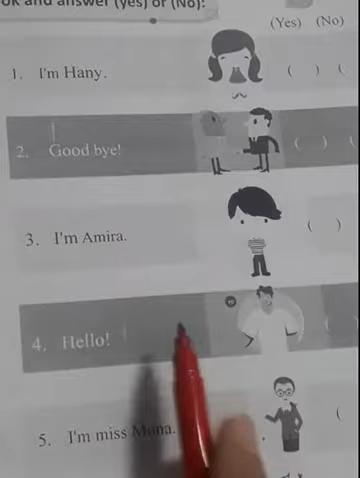 ok and answer (yes) or (No):
(Yes) (No)
1. I'm Hany. ( ) (
2. Good bye! ( ) (
3. I'm Amira. ( )
4. Hello! (
5. I'm miss Mona. (